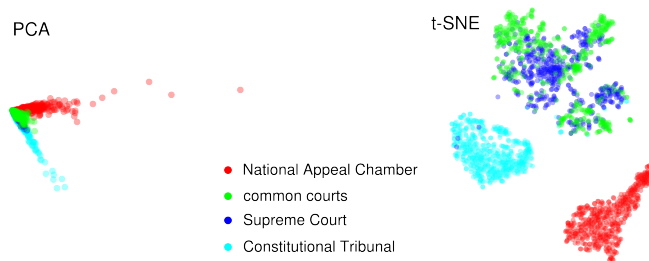 PCA
t-SNE
National Appeal Chamber
common courts
Supreme Court
Constitutional Tribunal